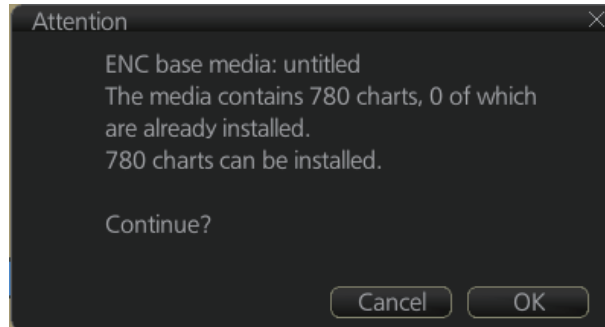 Attention
ENC base media: untitled
The media contains 780 charts, 0 of which
are already installed.
780 charts can be installed.
Continue?
Cancel OK